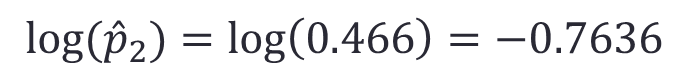 log(p̂₂) = log(0.466) = −0.7636